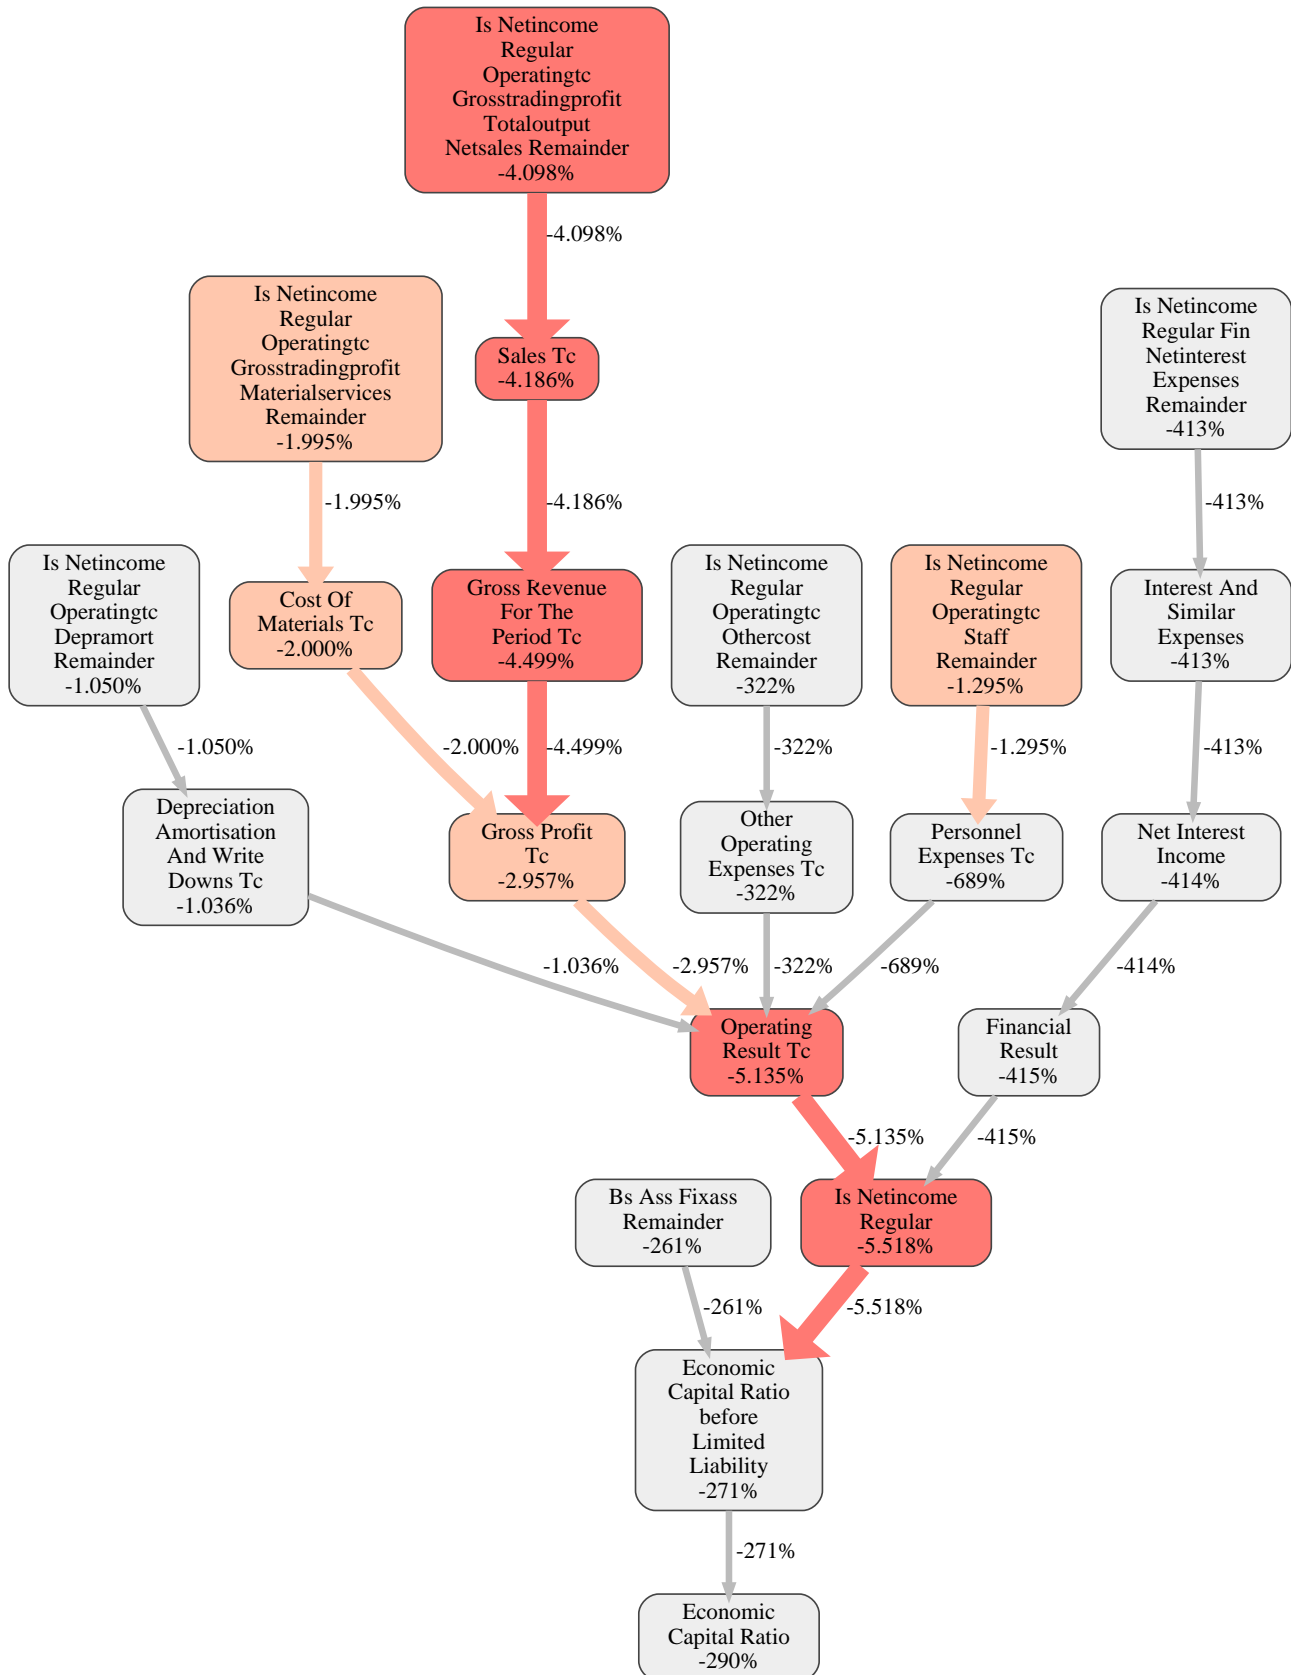 Is Netincome
Regular
Operatingtc
Grosstradingprofit
Totaloutput
Netsales Remainder
-4.098%
-4.098%
Is Netincome
Regular
Operatingtc
Grosstradingprofit
Materialservices
Remainder
-1.995%
Sales Tc
-4.186%
Is Netincome
Regular Fin
Netinterest
Expenses
Remainder
-413%
-1.995%
-4.186%
-413%
Is Netincome
Regular
Operatingtc
Depramort
Remainder
-1.050%
Cost Of
Materials Tc
-2.000%
Gross Revenue
For The
Period Tc
-4.499%
Is Netincome
Regular
Operatingtc
Othercost
Remainder
-322%
Is Netincome
Regular
Operatingtc
Staff
Remainder
-1.295%
Interest And
Similar
Expenses
-413%
-1.050%
-2.000%
-4.499%
-322%
-1.295%
-413%
Depreciation
Amortisation
And Write
Downs Tc
-1.036%
Gross Profit
Tc
-2.957%
Other
Operating
Expenses Tc
-322%
Personnel
Expenses Tc
-689%
Net Interest
Income
-414%
-1.036%
-2.957%
-322%
-689%
-414%
Operating
Result Tc
-5.135%
Financial
Result
-415%
-5.135%
-415%
Bs Ass Fixass
Remainder
-261%
Is Netincome
Regular
-5.518%
-261%
-5.518%
Economic
Capital Ratio
before
Limited
Liability
-271%
-271%
Economic
Capital Ratio
-290%